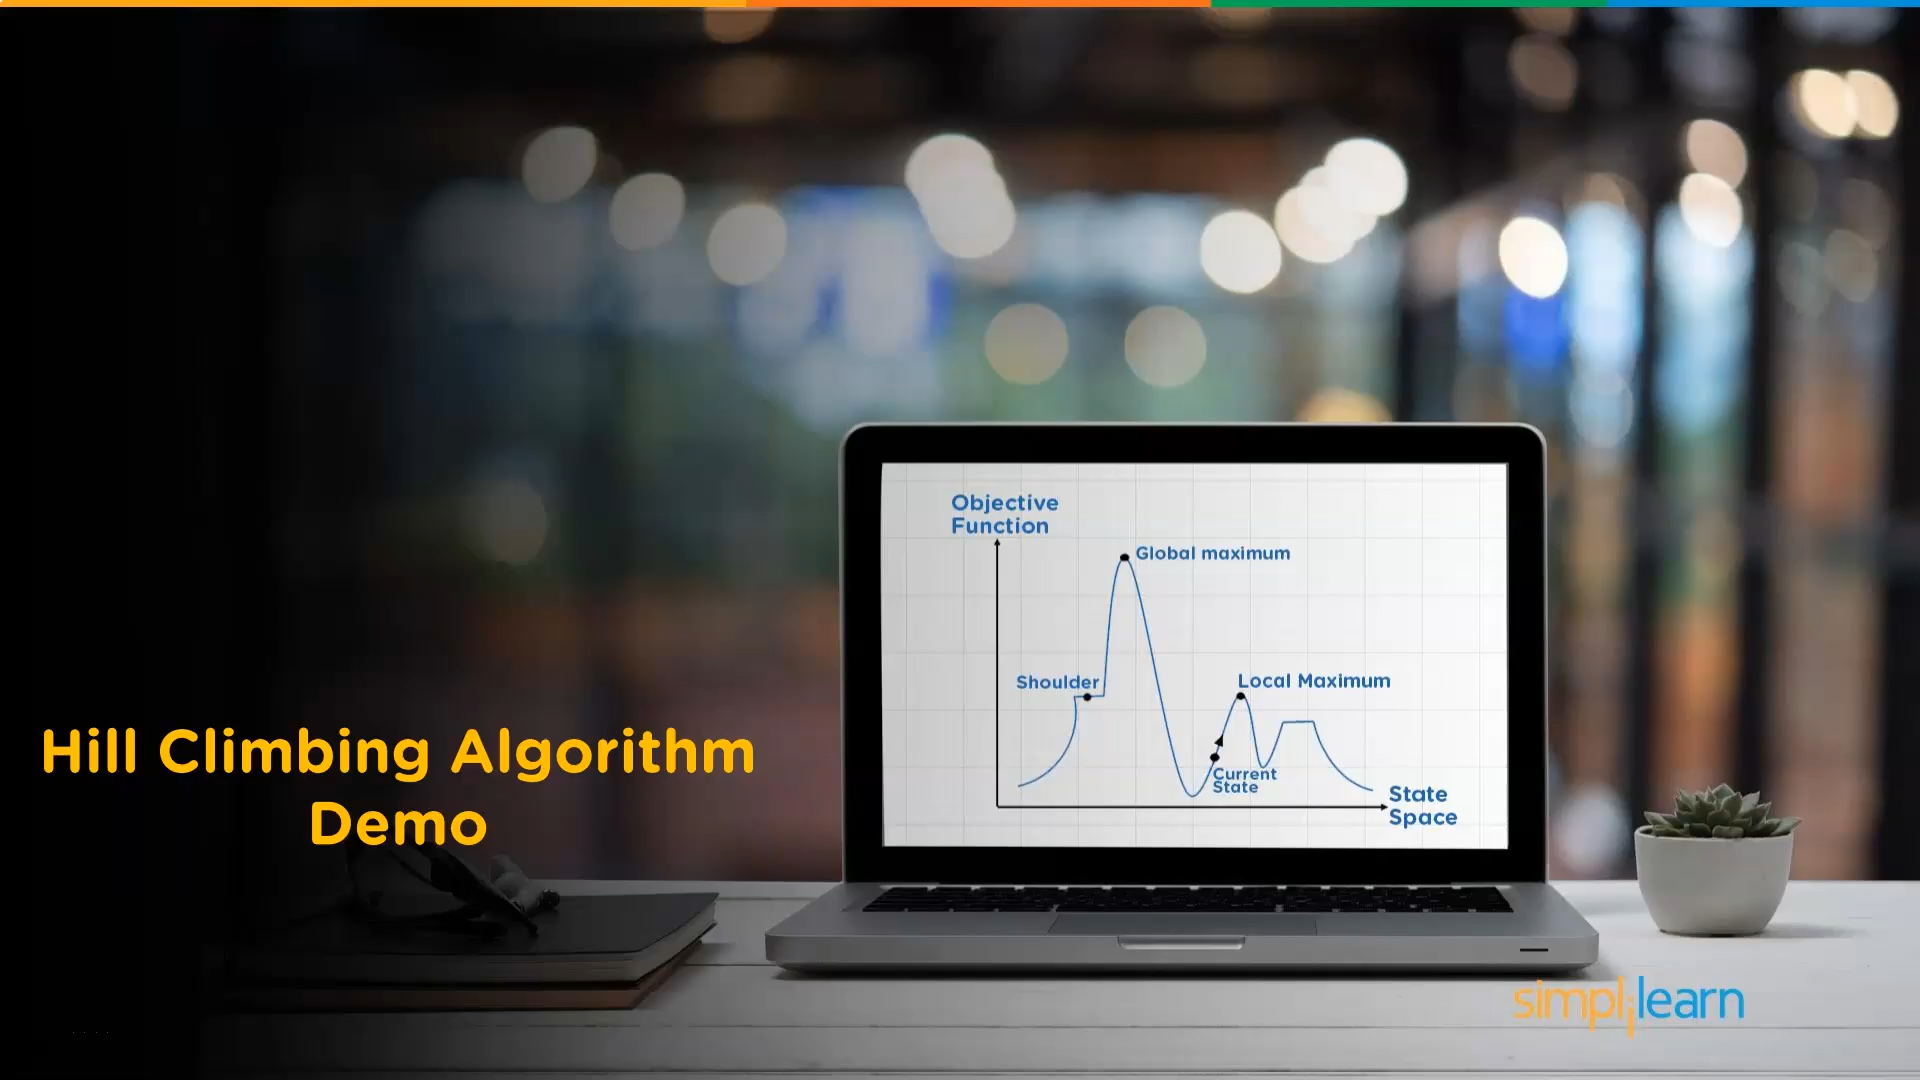 Objective
Function
Global maximum
Shoulder
Local Maximum
Current
State
State
Space
Hill Climbing Algorithm
Demo
simplilearn